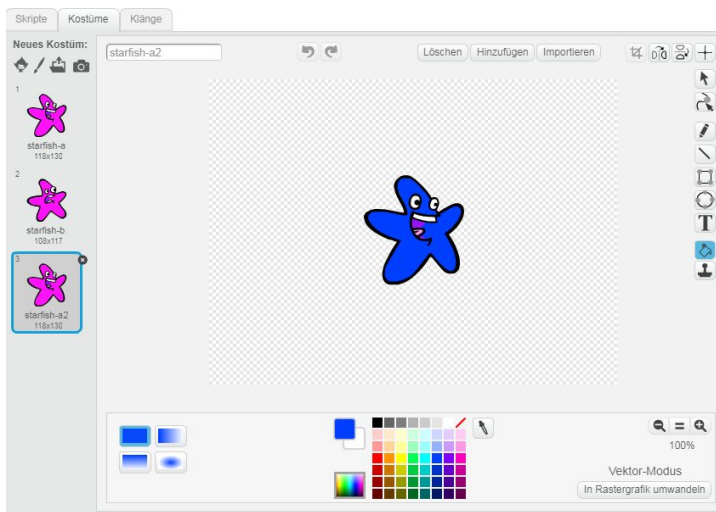 Skripte Kostüme Klänge
Neues Kostüm:
starfish-a2 Löschen Hinzufügen Importieren
1
starfish-a
118x130
2
starfish-b
108x117
3
starfish-a2
118x130
T
100%
Vektor-Modus
In Rastergrafik umwandeln